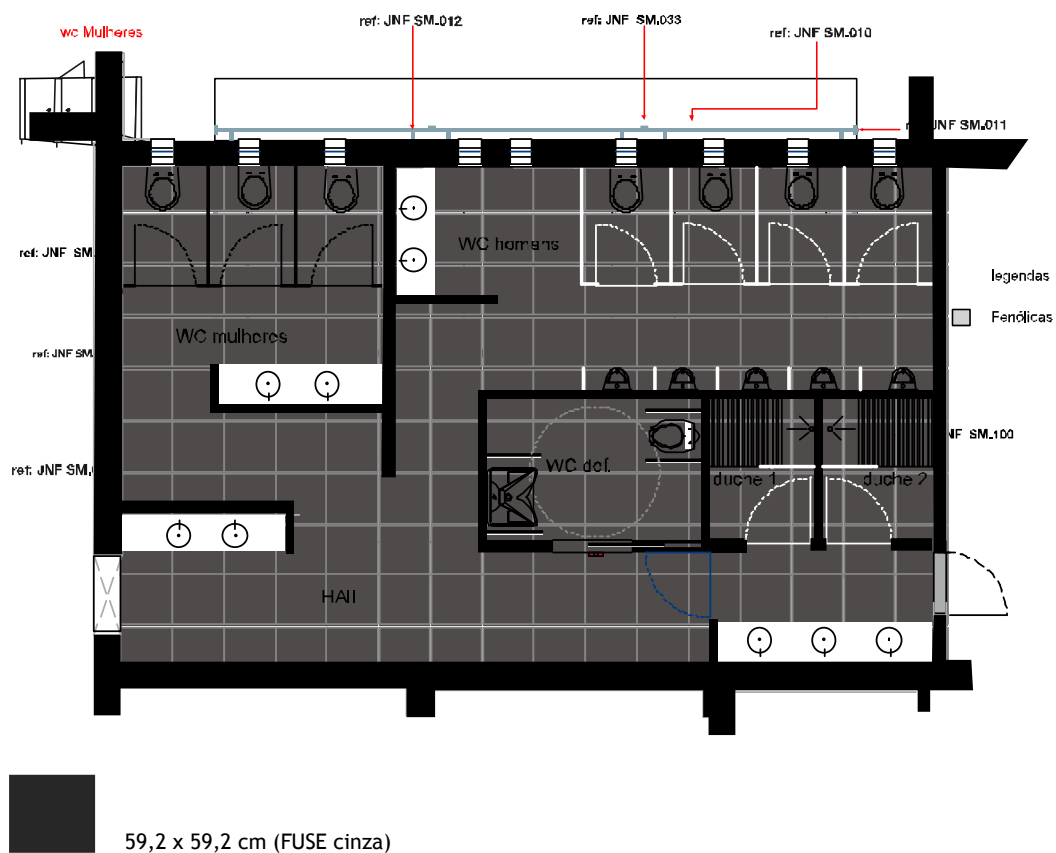 wc Mulheres
ref: JNF SM.012
ref: JNF SM.033
ref: JNF SM.010
JNF SM.011
WC homens
ref: JNF SM.
legendas
Fenólicas
WC mulheres
ref: JNF SM.
JNF SM.100
WC def.
ref: JNF SM.
duche 1
duche 2
HAll
59,2 x 59,2 cm (FUSE cinza)